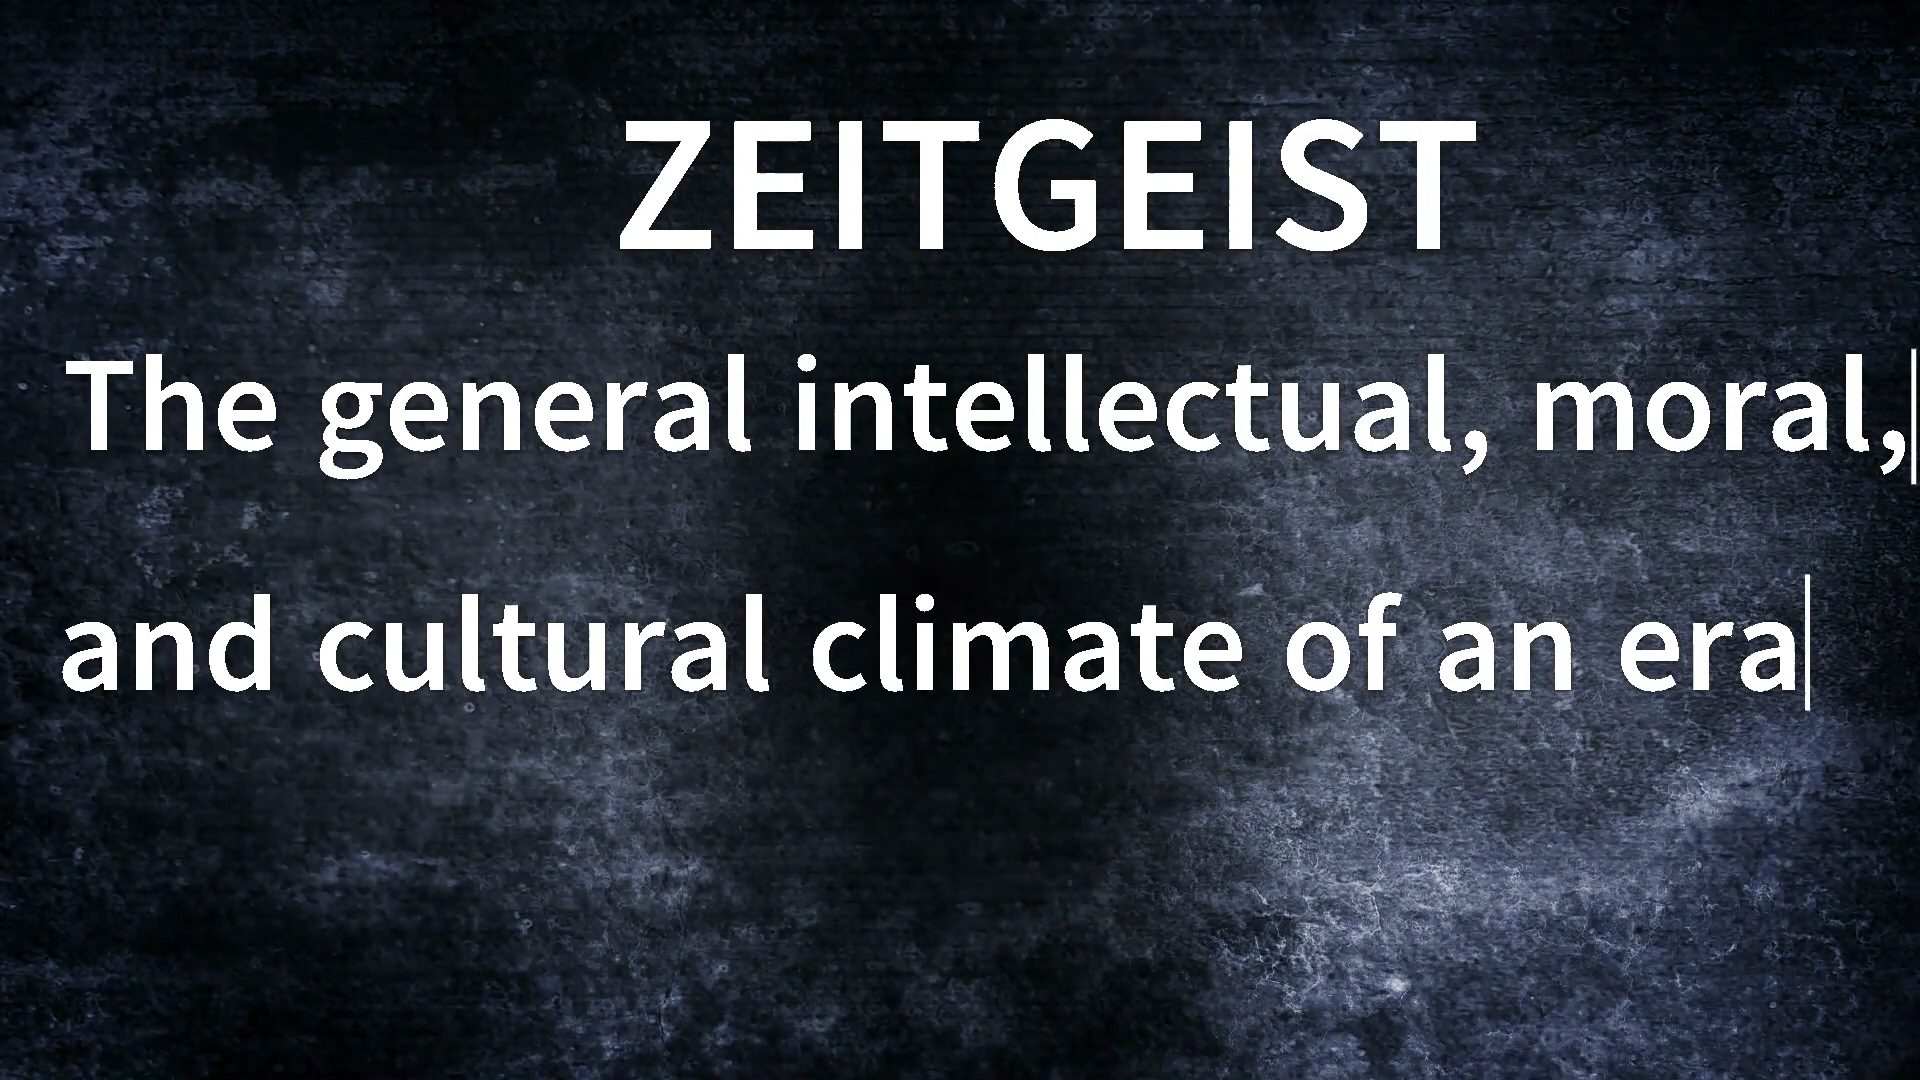 ZEITGEIST
The general intellectual, moral,
and cultural climate of an era